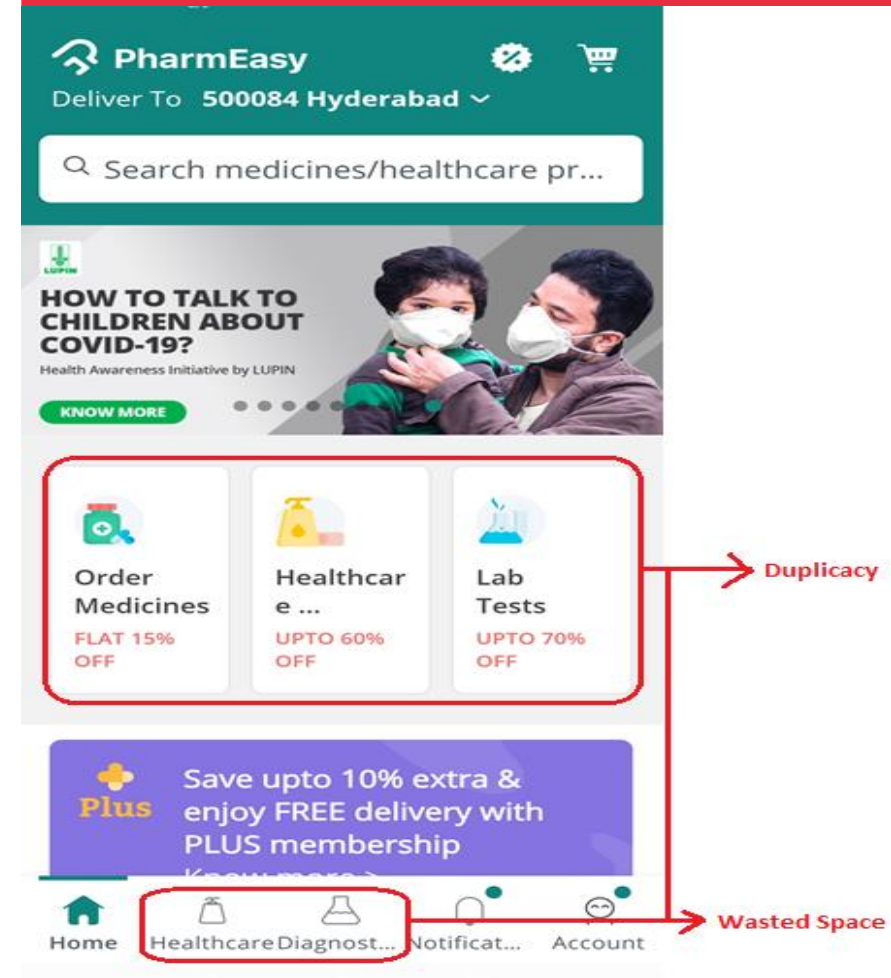 PharmEasy
Deliver To 500084 Hyderabad
Search medicines/healthcare pr...
LUPIN
HOW TO TALK TO
CHILDREN ABOUT
COVID-19?
Health Awareness Initiative by LUPIN
KNOW MORE
Order
Medicines
FLAT 15%
OFF
Healthcar
e ...
UPTO 60%
OFF
Lab
Tests
UPTO 70%
OFF
Duplicacy
Plus
Save upto 10% extra &
enjoy FREE delivery with
PLUS membership
Know more >
Home Healthcare Diagnost... Notificat... Account
Wasted Space